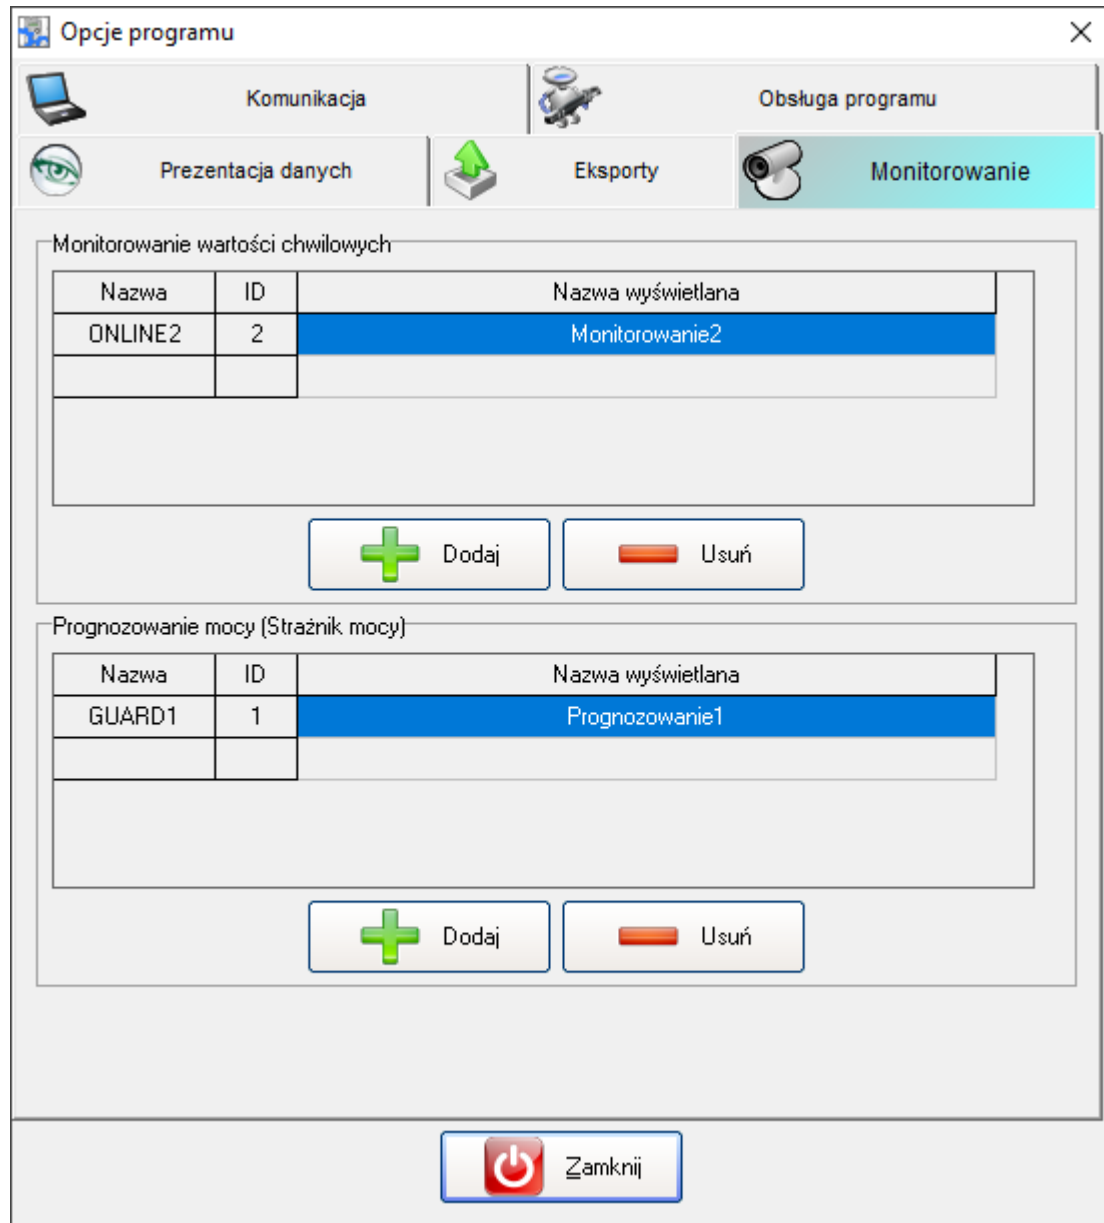 Opcje programu
Komunikacja Obsługa programu
Prezentacja danych Eksporty Monitorowanie
Monitorowanie wartości chwilowych
Nazwa ID Nazwa wyświetlana
ONLINE2 2 Monitorowanie2
Dodaj Usuń
Prognozowanie mocy (Strażnik mocy)
Nazwa ID Nazwa wyświetlana
GUARD1 1 Prognozowanie1
Dodaj Usuń
Zamknij